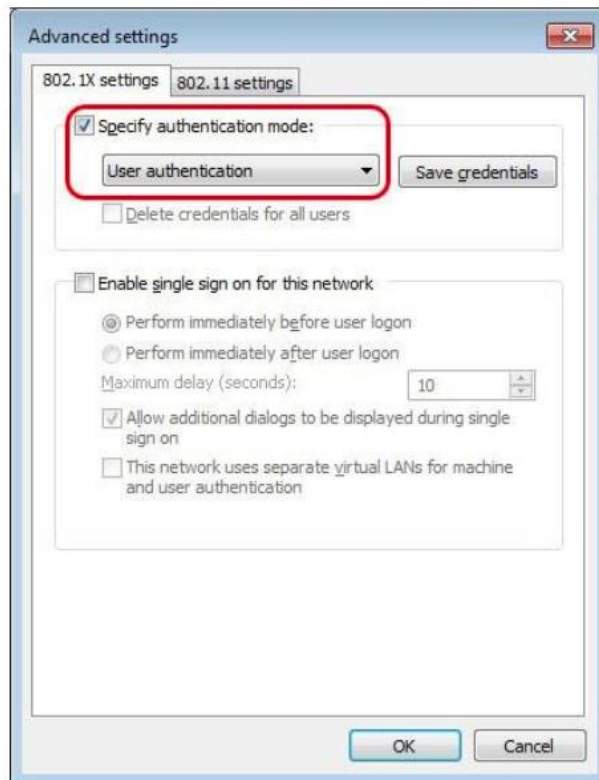 Advanced settings
802.1X settings
802.11 settings
Specify authentication mode:
User authentication
Save credentials
Delete credentials for all users
Enable single sign on for this network
Perform immediately before user logon
Perform immediately after user logon
Maximum delay (seconds):
10
Allow additional dialogs to be displayed during single
sign on
This network uses separate virtual LANs for machine
and user authentication
OK
Cancel